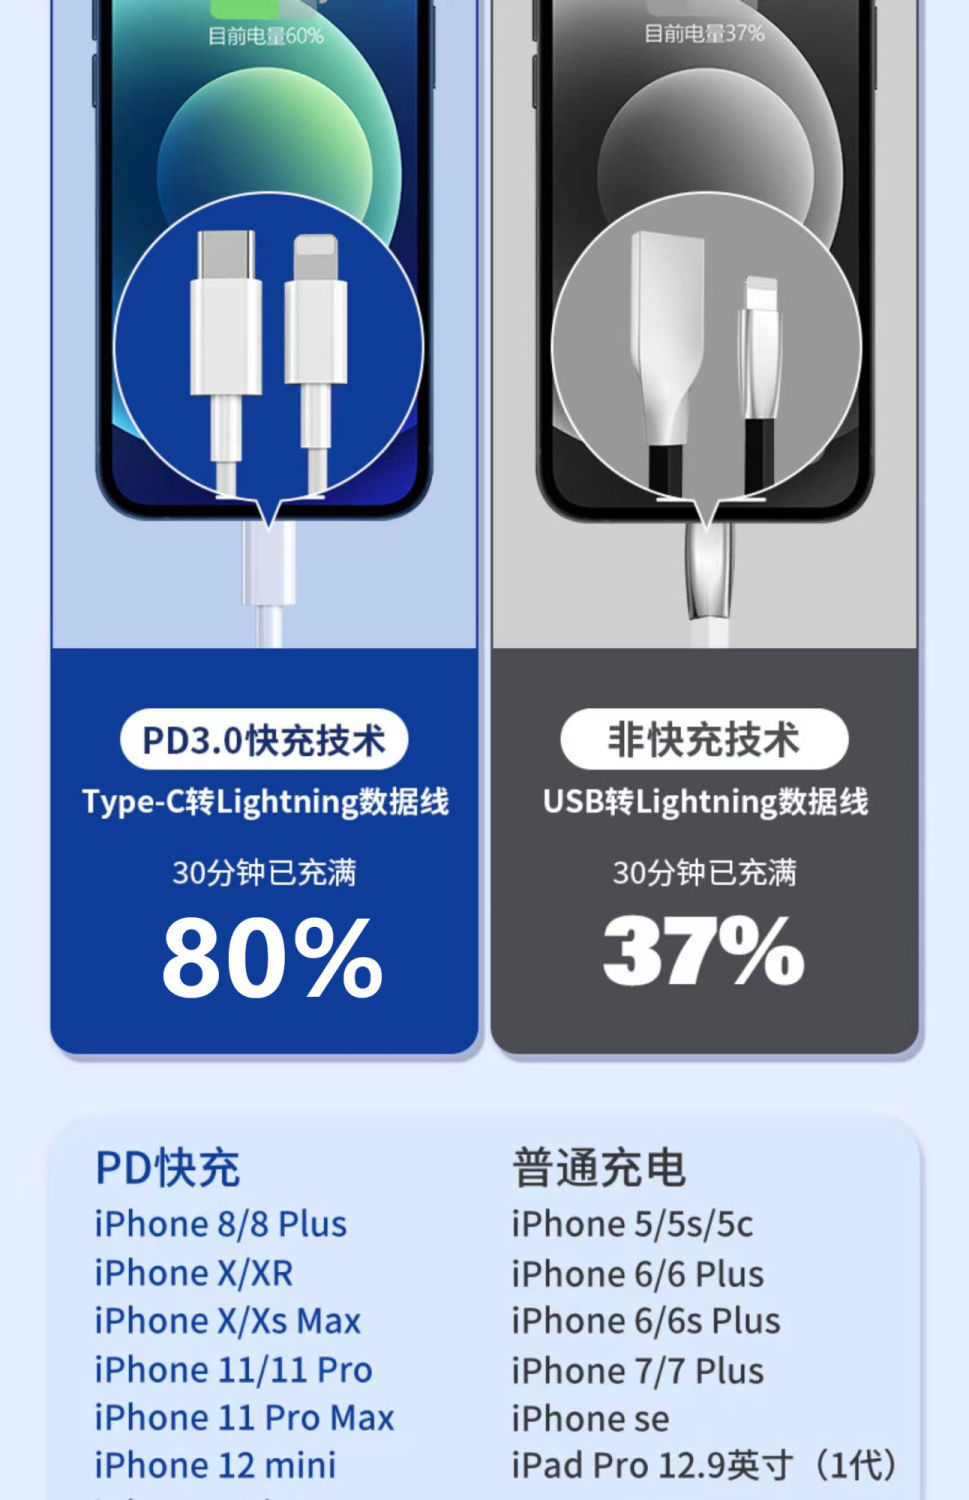 目前电量60%
目前电量37%
PD3.0快充技术
Type-C转Lightning数据线
30分钟已充满
80%
非快充技术
USB转Lightning数据线
30分钟已充满
37%
PD快充
iPhone 8/8 Plus
iPhone X/XR
iPhone X/Xs Max
iPhone 11/11 Pro
iPhone 11 Pro Max
iPhone 12 mini
普通充电
iPhone 5/5s/5c
iPhone 6/6 Plus
iPhone 6/6s Plus
iPhone 7/7 Plus
iPhone se
iPad Pro 12.9英寸（1代）